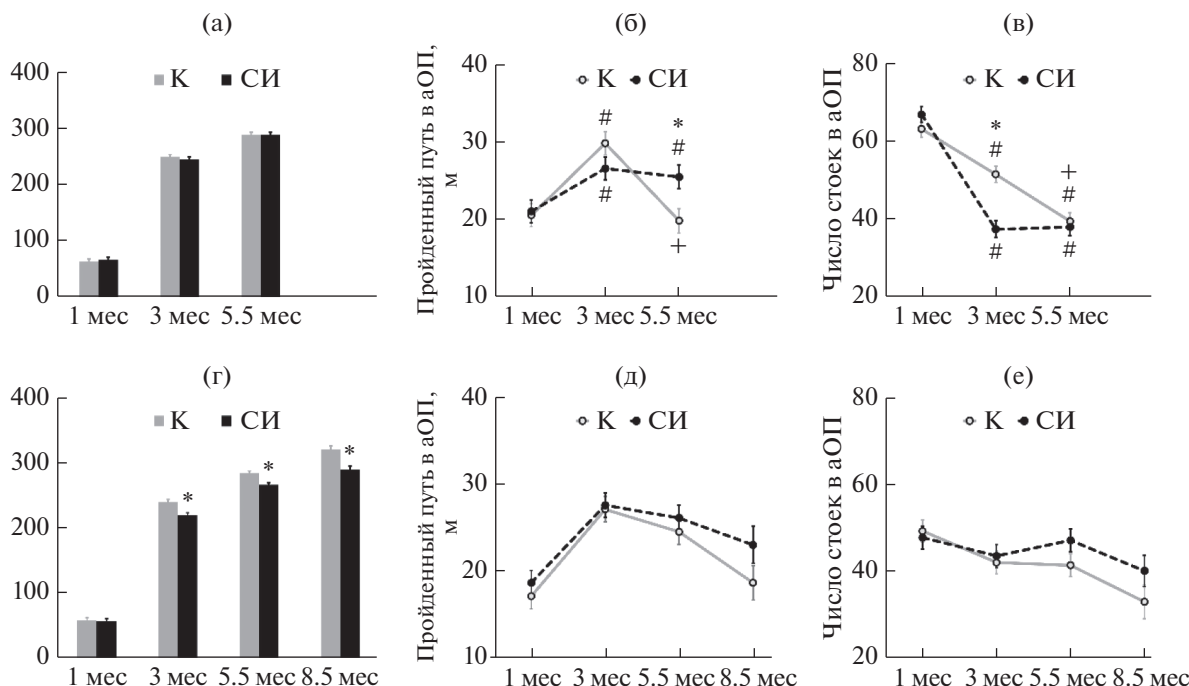 (а)
400
300
200
100
0
К СИ
1 мес 3 мес 5.5 мес
(б)
Пройденный путь в аОП,
м
40
30
20
10
К СИ
#
*
#
#
+
1 мес 3 мес 5.5 мес
(в)
Число стоек в аОП
80
60
40
20
К СИ
*
#
+
#
#
#
1 мес 3 мес 5.5 мес
(г)
400
300
200
100
0
К СИ
* * *
1 мес 3 мес 5.5 мес 8.5 мес
(д)
Пройденный путь в аОП,
м
40
30
20
10
К СИ
1 мес 3 мес 5.5 мес 8.5 мес
(е)
Число стоек в аОП
80
60
40
20
К СИ
1 мес 3 мес 5.5 мес 8.5 мес